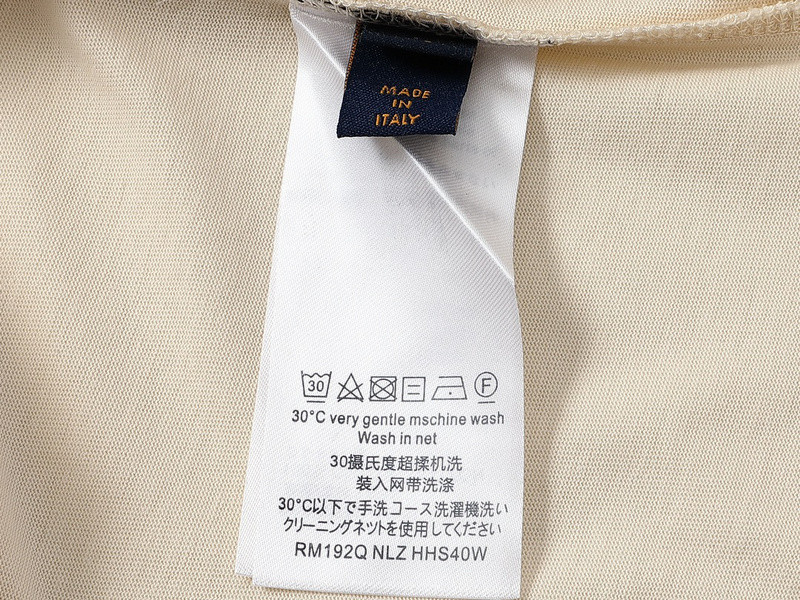 MADE
IN
ITALY
30 F
30°C very gentle mschine wash
Wash in net
30摄氏度超揉机洗
装入网带洗涤
30°C以下で手洗コース洗濯機洗い
クリーニングネットを使用してください
RM192Q NLZ HHS40W